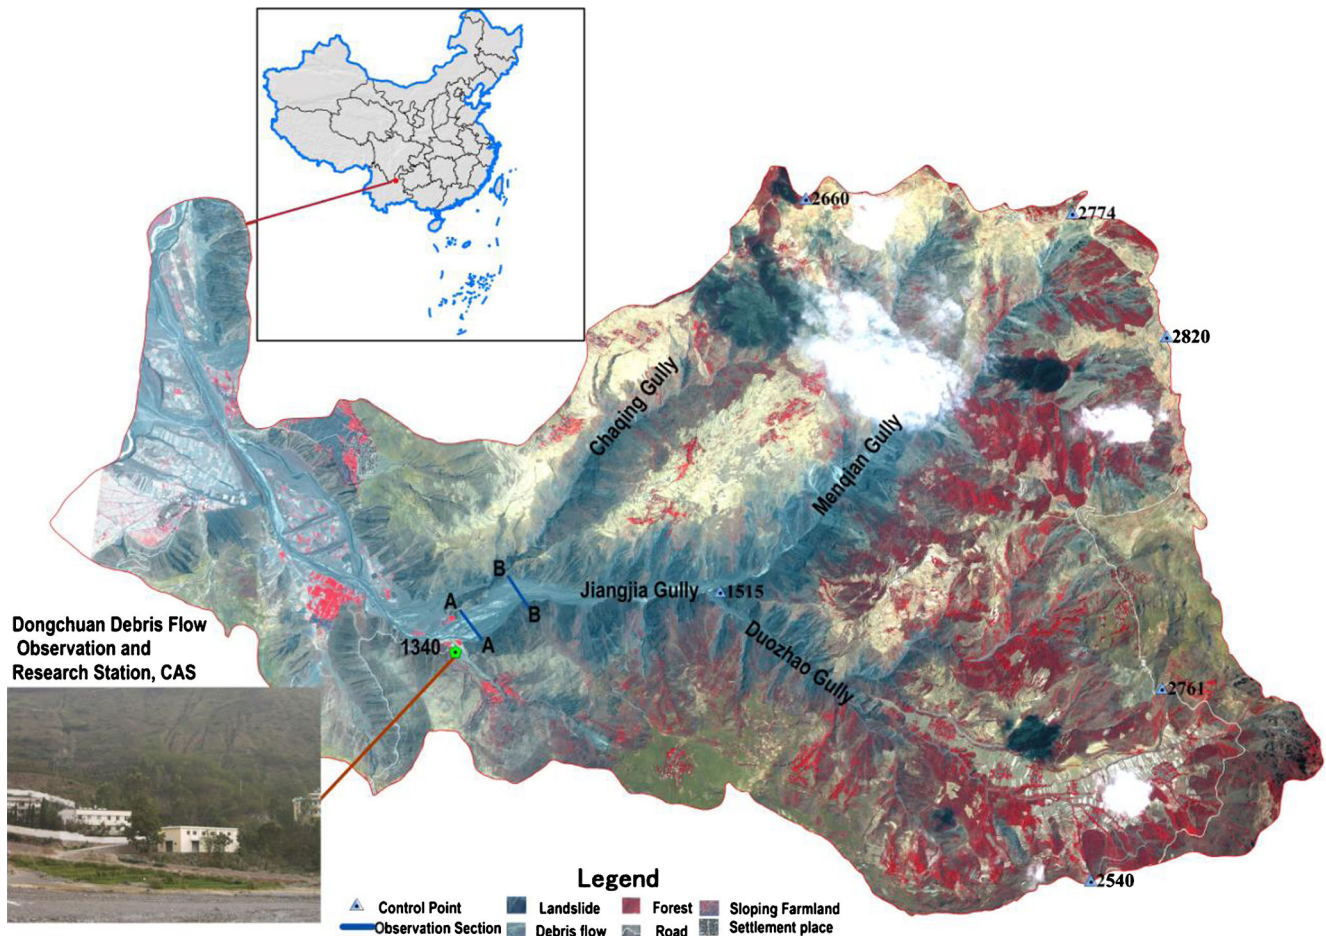 2660
2774
2820
Chaqing Gully
Menqian Gully
B
Jiangjia Gully
1515
A
B
Duozhao Gully
1340
A
Dongchuan Debris Flow
Observation and
Research Station, CAS
2761
2540
Legend
Control Point
Landslide
Forest
Sloping Farmland
Observation Section
Debris flow
Road
Settlement place